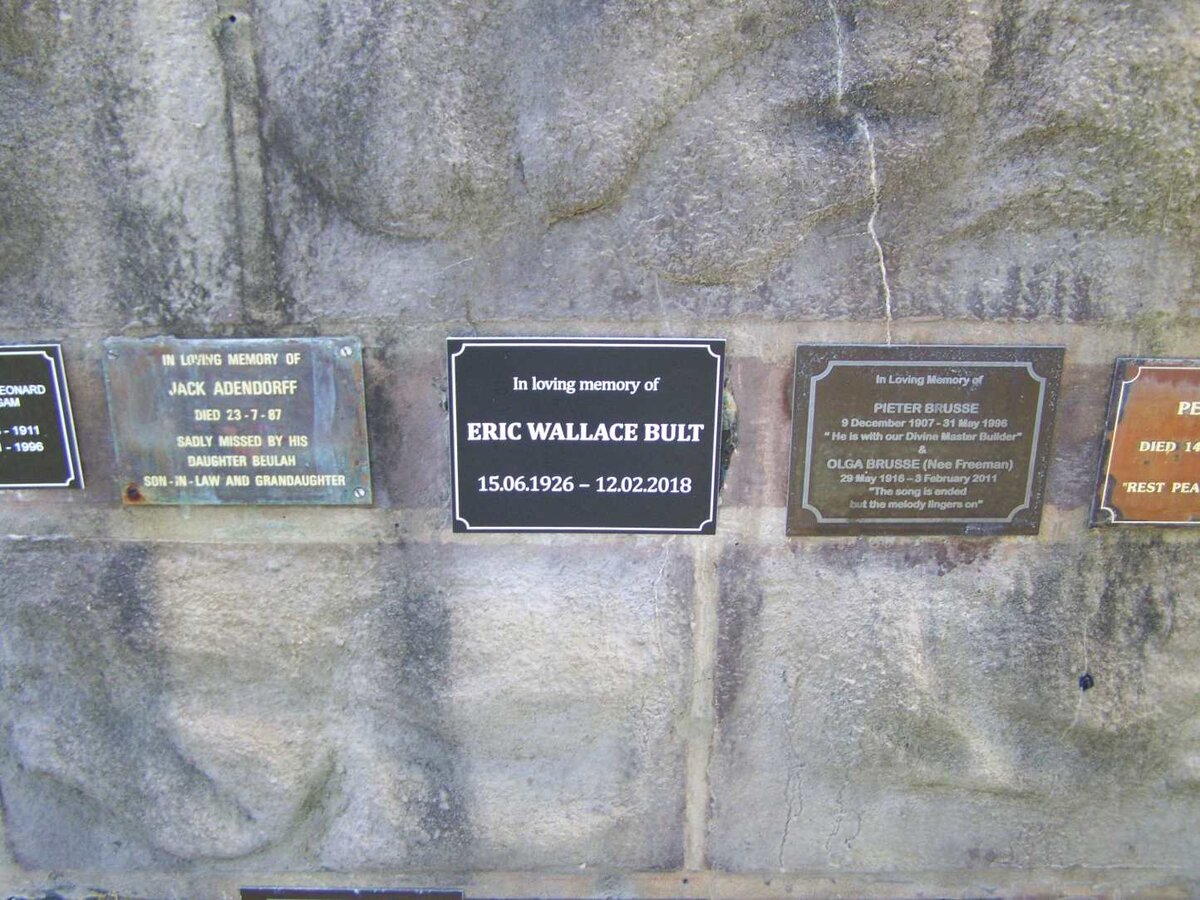 EONARD
GAM
- 1911
- 1996
IN LOVING MEMORY OF
JACK ADENDORFF
DIED 23-7-87
SADLY MISSED BY HIS
DAUGHTER BEULAH
SON-IN-LAW AND GRANDAUGHTER
In loving memory of
ERIC WALLACE BULT
15.06.1926 – 12.02.2018
In Loving Memory of
PIETER BRUSSE
9 December 1907 - 31 May 1996
"He is with our Divine Master Builder"
&
OLGA BRUSSE (Nee Freeman)
29 May 1916 – 3 February 2011
"The song is ended
but the melody lingers on"
PE
DIED 14
"REST PEA